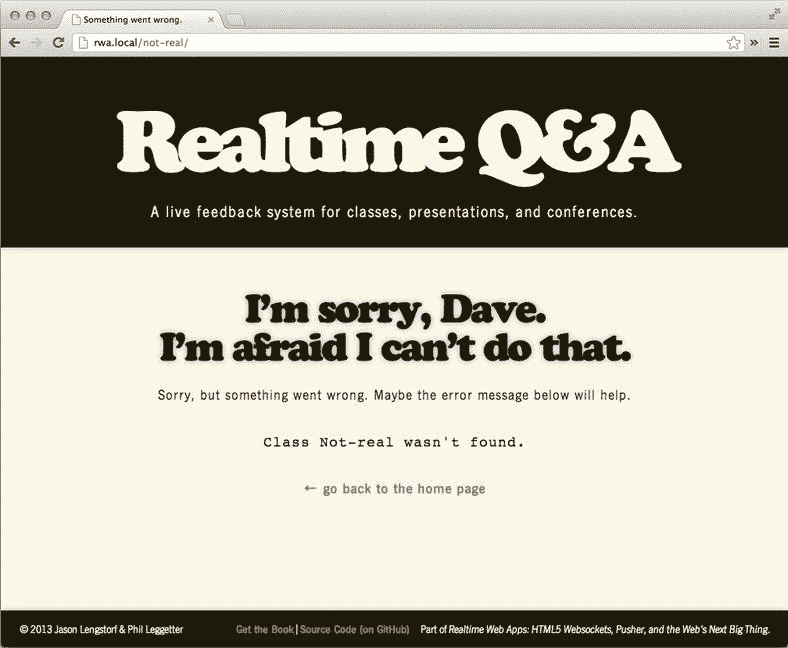 Something went wrong.
rwa.local/not-real/
Realtime Q&A
A live feedback system for classes, presentations, and conferences.
I'm sorry, Dave.
I'm afraid I can't do that.
Sorry, but something went wrong. Maybe the error message below will help.
Class Not-real wasn't found.
← go back to the home page
© 2013 Jason Lengstorf & Phil Leggetter
Get the Book | Source Code (on GitHub)
Part of Realtime Web Apps: HTML5 Websockets, Pusher, and the Web's Next Big Thing.